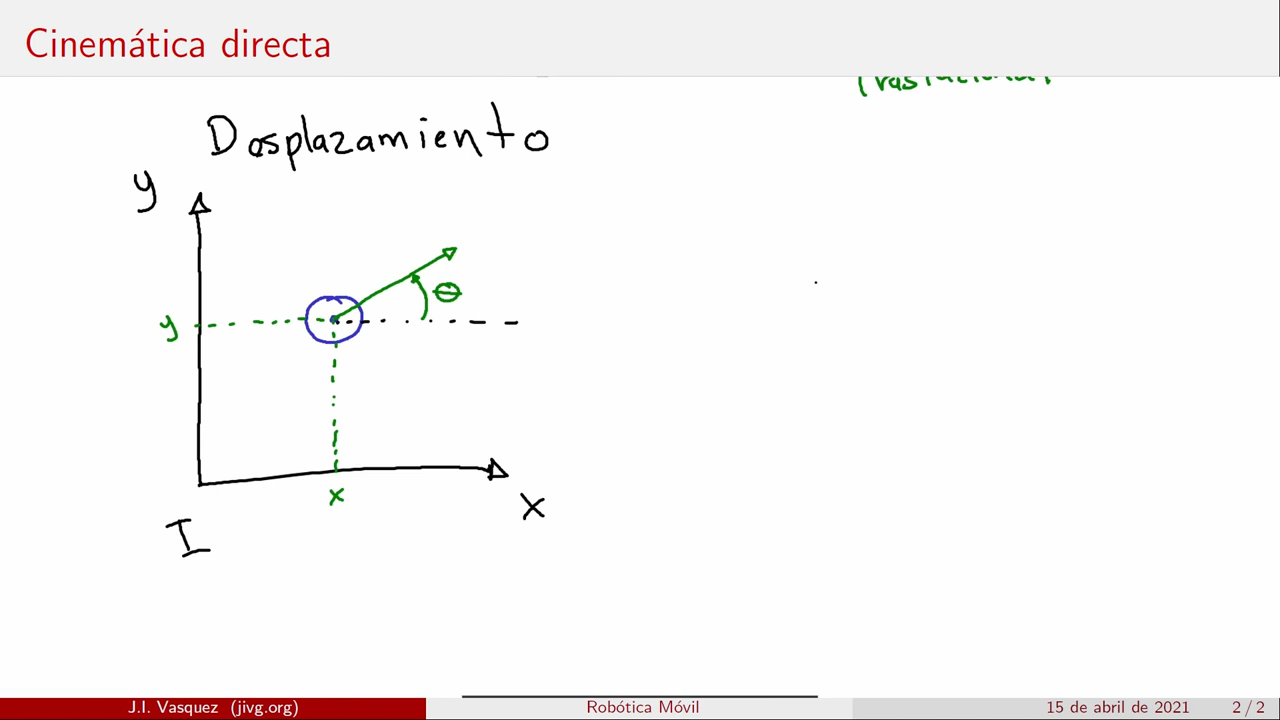 Cinemática directa
Desplazamiento
y
θ
y
x
x
I
J.I. Vasquez (jivg.org)
Robótica Móvil
15 de abril de 2021
2 / 2